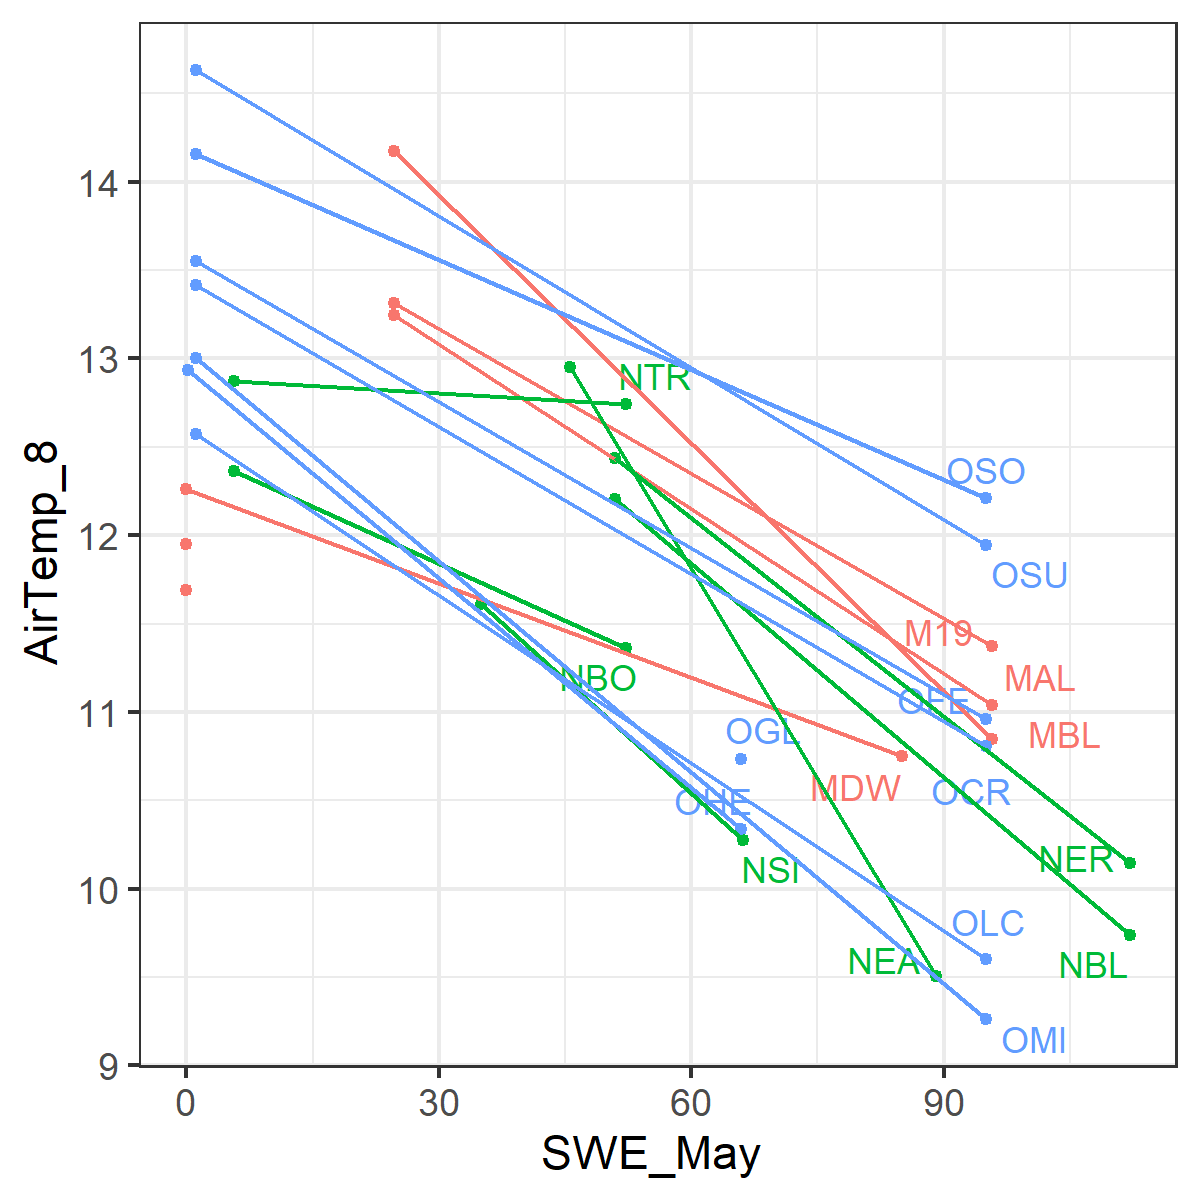 AirTemp_8
14
13
12
11
10
9
NTR
OSO
OSU
M19
MAL
NBO
OFE
OGL
MBL
MDW
OHE
OCR
NSI
NER
OLC
NEA
NBL
OMI
0
30
60
90
SWE_May